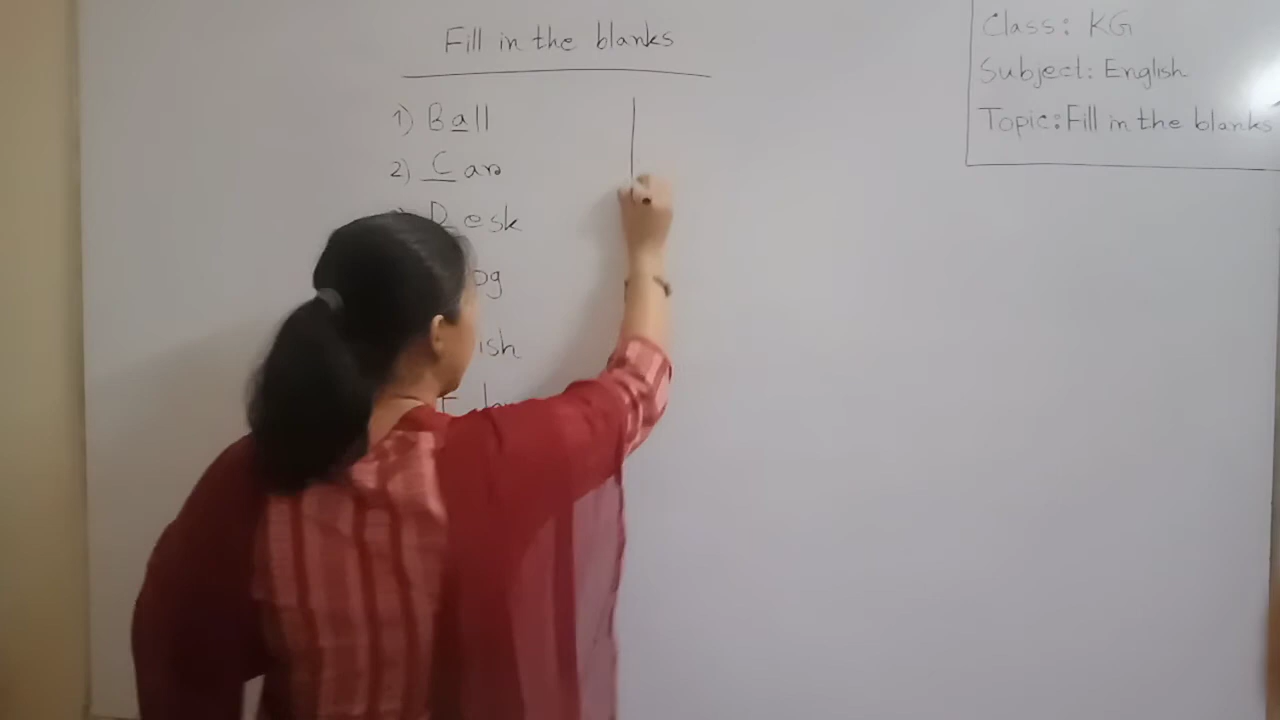 Fill in the blanks
1) Ball
2) Car
Desk
og
ish
Class: KG
Subject: English
Topic: Fill in the blanks